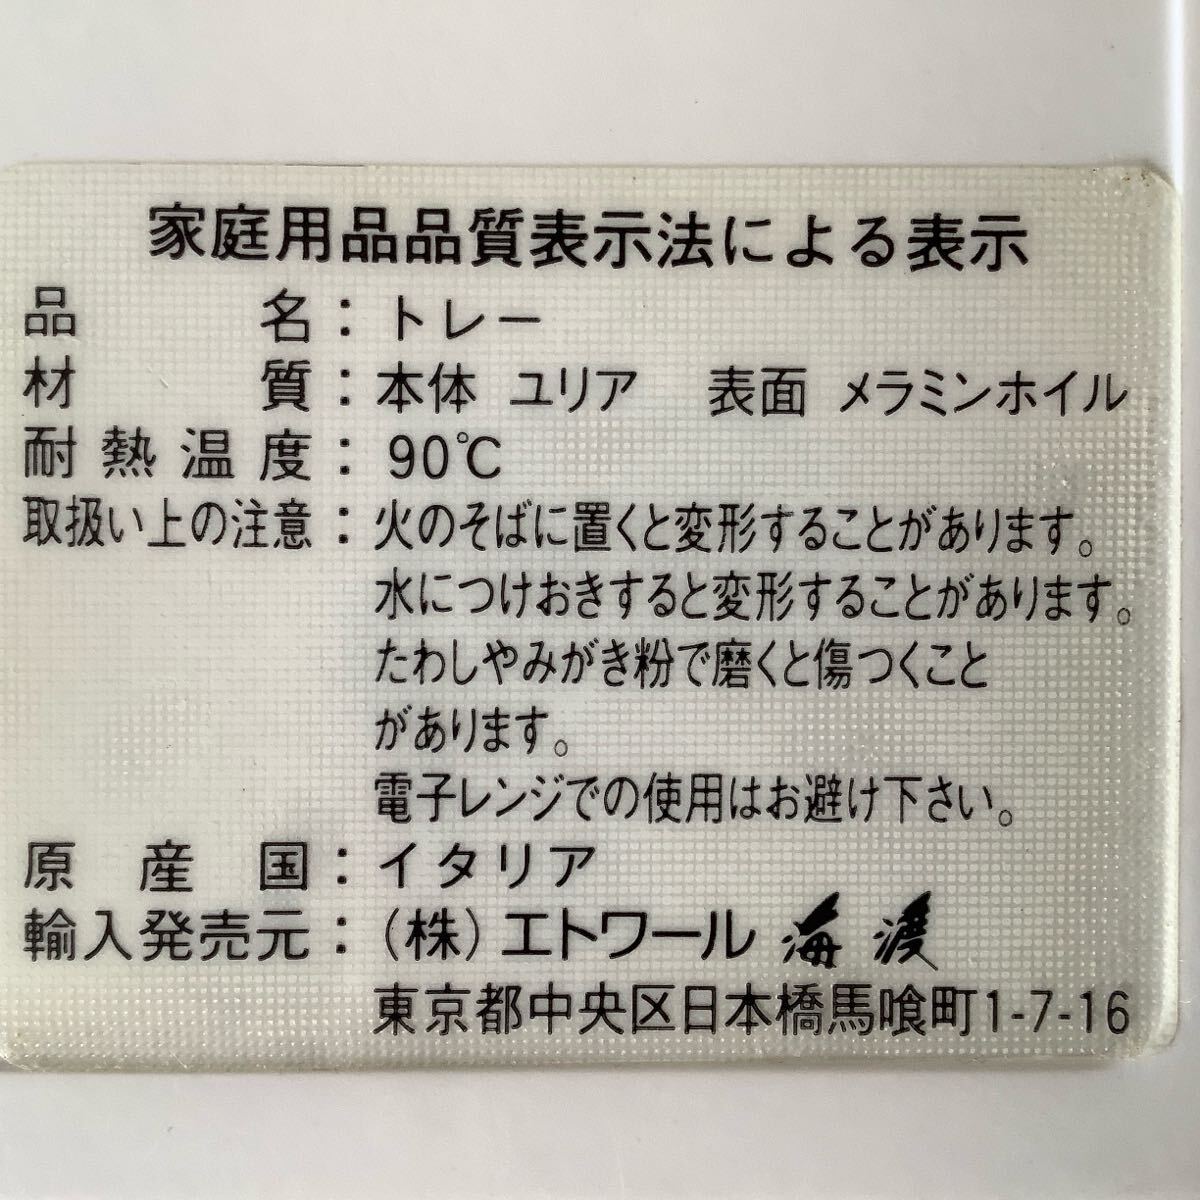 家庭用品品質表示法による表示
品名：トレー
材質：本体 ユリア 表面 メラミンホイル
耐熱温度：90℃
取扱い上の注意：火のそばに置くと変形することがあります。
水につけおきすると変形することがあります。
たわしやみがき粉で磨くと傷つくこと
があります。
電子レンジでの使用はお避け下さい。
原産国：イタリア
輸入発売元：(株)エトワール 海渡
東京都中央区日本橋馬喰町1-7-16